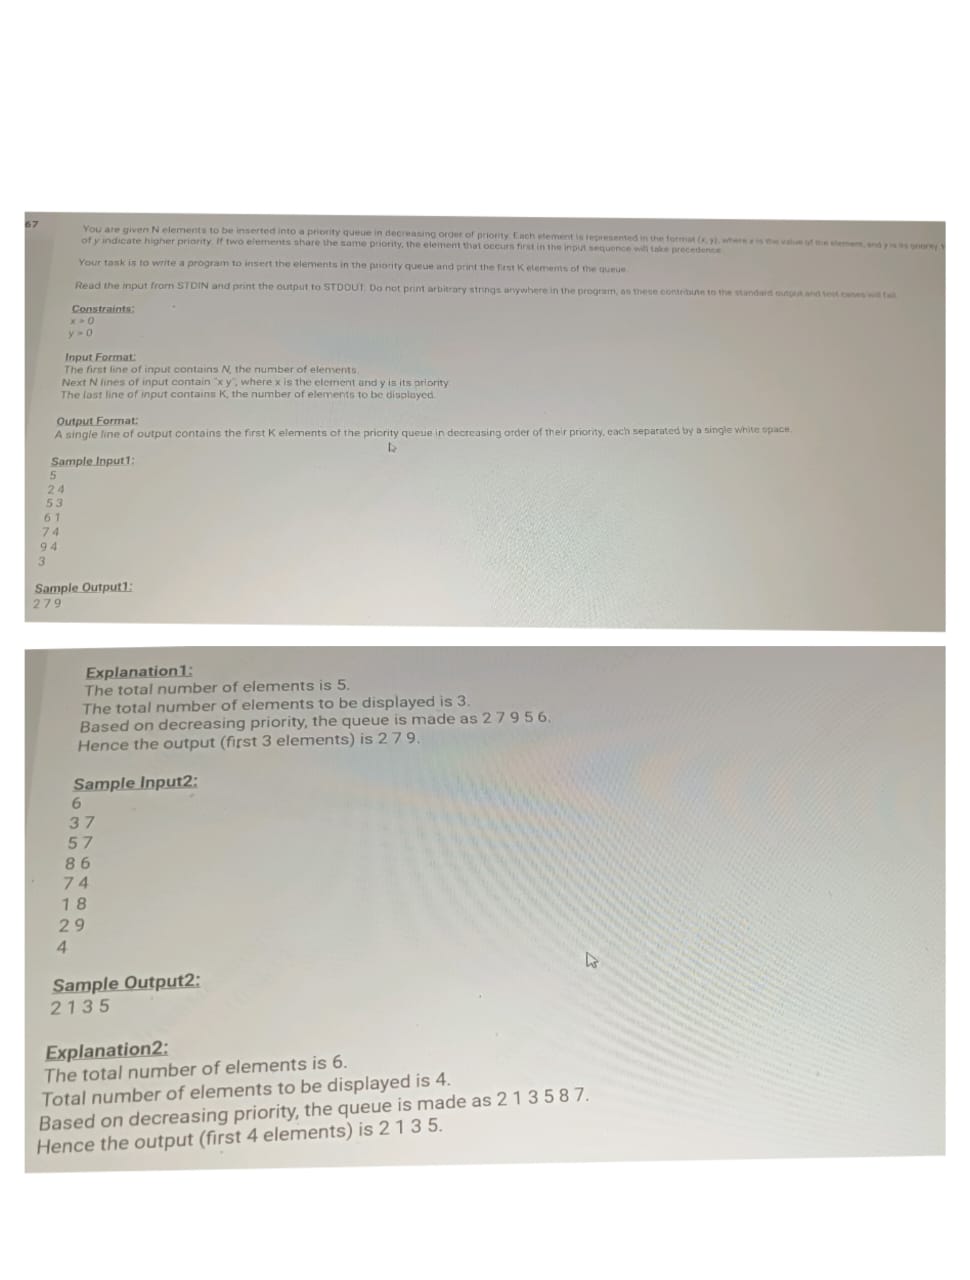 67
You are given N elements to be inserted into a priority queue in decreasing order of priority. Each element is represented in the format (x, y), where x is the value of the element, and y is its priority.
of y indicate higher priority. If two elements share the same priority, the element that occurs first in the input sequence will take precedence.
Your task is to write a program to insert the elements in the priority queue and print the first K elements of the queue.
Read the input from STDIN and print the output to STDOUT. Do not print arbitrary strings anywhere in the program, as these contribute to the standard output and test cases will fail.
Constraints:
x > 0
y > 0
Input Format:
The first line of input contains N, the number of elements.
Next N lines of input contain "x y", where x is the element and y is its priority
The last line of input contains K, the number of elements to be displayed.
Output Format:
A single line of output contains the first K elements of the priority queue in decreasing order of their priority, each separated by a single white space.
Sample Input1:
5
2 4
5 3
6 1
7 4
9 4
3
Sample Output1:
2 7 9
Explanation1:
The total number of elements is 5.
The total number of elements to be displayed is 3.
Based on decreasing priority, the queue is made as 2 7 9 5 6.
Hence the output (first 3 elements) is 2 7 9.
Sample Input2:
6
3 7
5 7
8 6
7 4
1 8
2 9
4
Sample Output2:
2 1 3 5
Explanation2:
The total number of elements is 6.
Total number of elements to be displayed is 4.
Based on decreasing priority, the queue is made as 2 1 3 5 8 7.
Hence the output (first 4 elements) is 2 1 3 5.